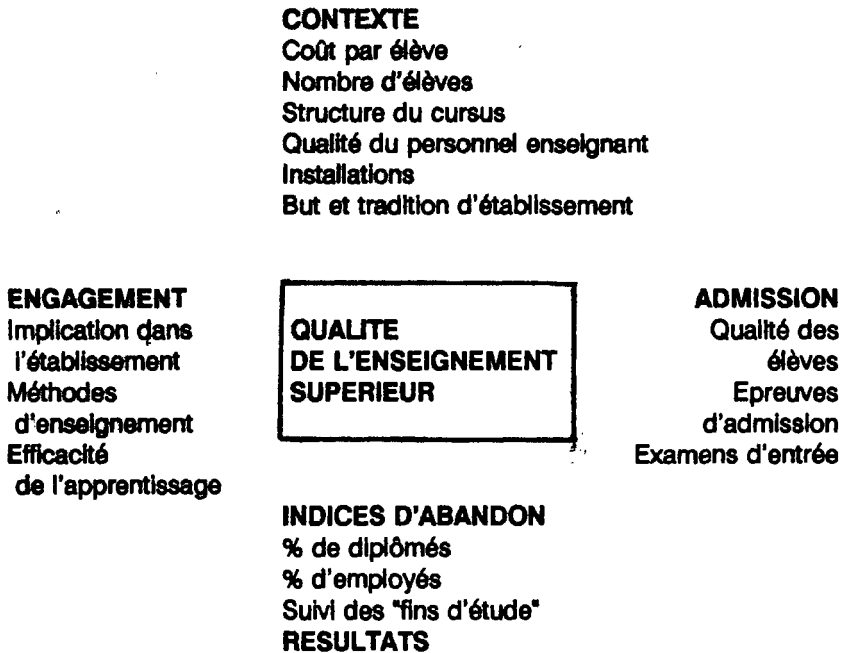 CONTEXTE
Coût par élève
Nombre d'élèves
Structure du cursus
Qualité du personnel enseignant
Installations
But et tradition d'établissement
ENGAGEMENT
Implication dans
l'établissement
Méthodes
d'enseignement
Efficacité
de l'apprentissage
QUALITE
DE L'ENSEIGNEMENT
SUPERIEUR
ADMISSION
Qualité des
élèves
Epreuves
d'admission
Examens d'entrée
INDICES D'ABANDON
% de diplômés
% d'employés
Suivi des "fins d'étude"
RESULTATS